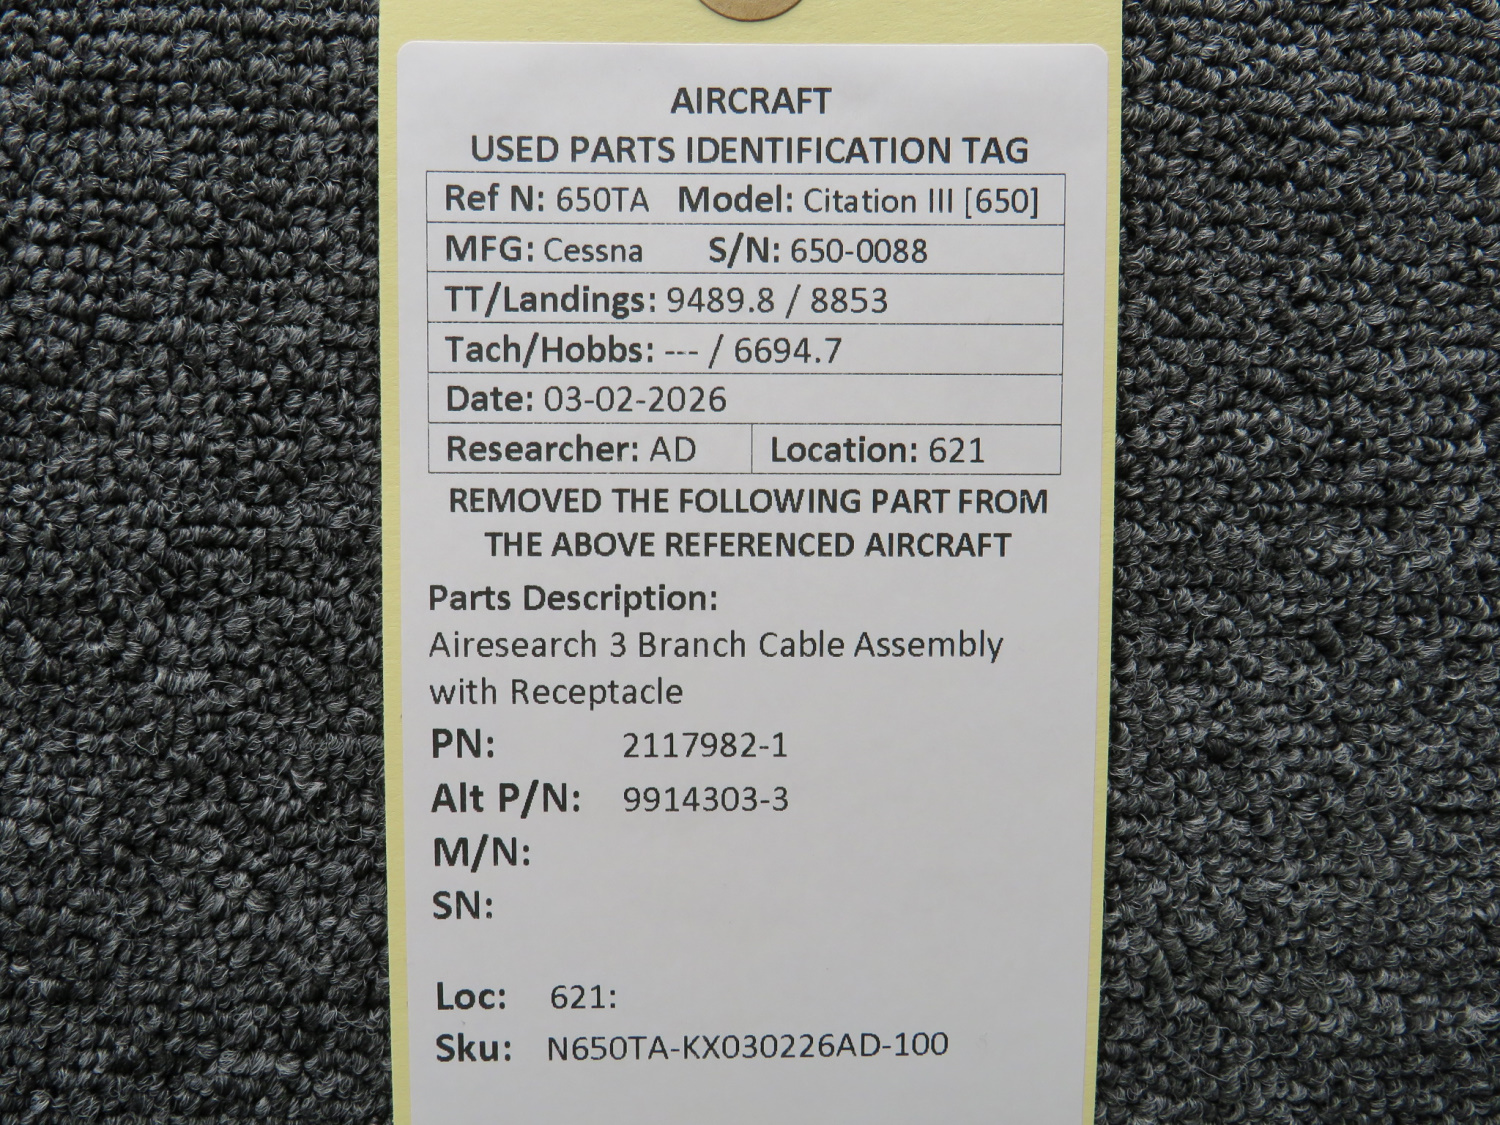 AIRCRAFT
USED PARTS IDENTIFICATION TAG
Ref N: 650TA Model: Citation III [650]
MFG: Cessna S/N: 650-0088
TT/Landings: 9489.8 / 8853
Tach/Hobbs: --- / 6694.7
Date: 03-02-2026
Researcher: AD Location: 621
REMOVED THE FOLLOWING PART FROM
THE ABOVE REFERENCED AIRCRAFT
Parts Description:
Airesearch 3 Branch Cable Assembly
with Receptacle
PN: 2117982-1
Alt P/N: 9914303-3
M/N:
SN:
Loc: 621:
Sku: N650TA-KX030226AD-100